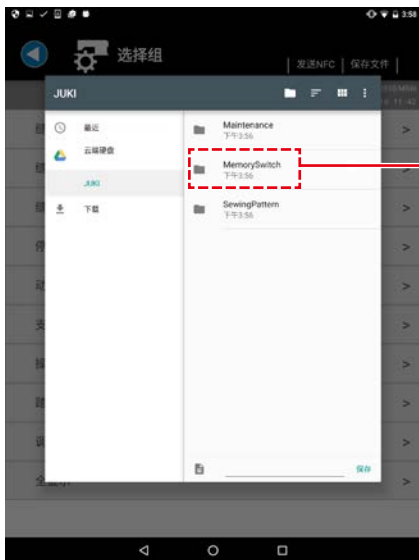 3:58
选择组
发送NFC
保存文件
JUKI
最近
云端硬盘
JUKI
下载
Maintenance
下午3:56
MemorySwitch
下午3:56
SewingPattern
下午3:56
保存